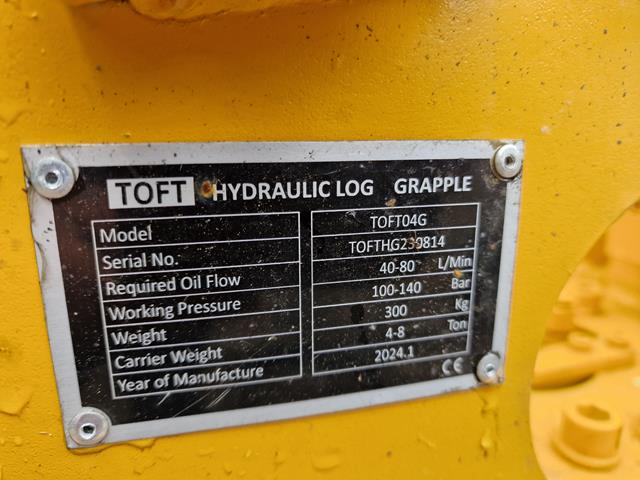 TOFT HYDRAULIC LOG GRAPPLE
Model TOFT04G
Serial No. TOFTHG230814
Required Oil Flow 40-80 L/Min
Working Pressure 100-140 Bar
Weight 300 Kg
Carrier Weight 4-8 Ton
Year of Manufacture 2024.1
CE